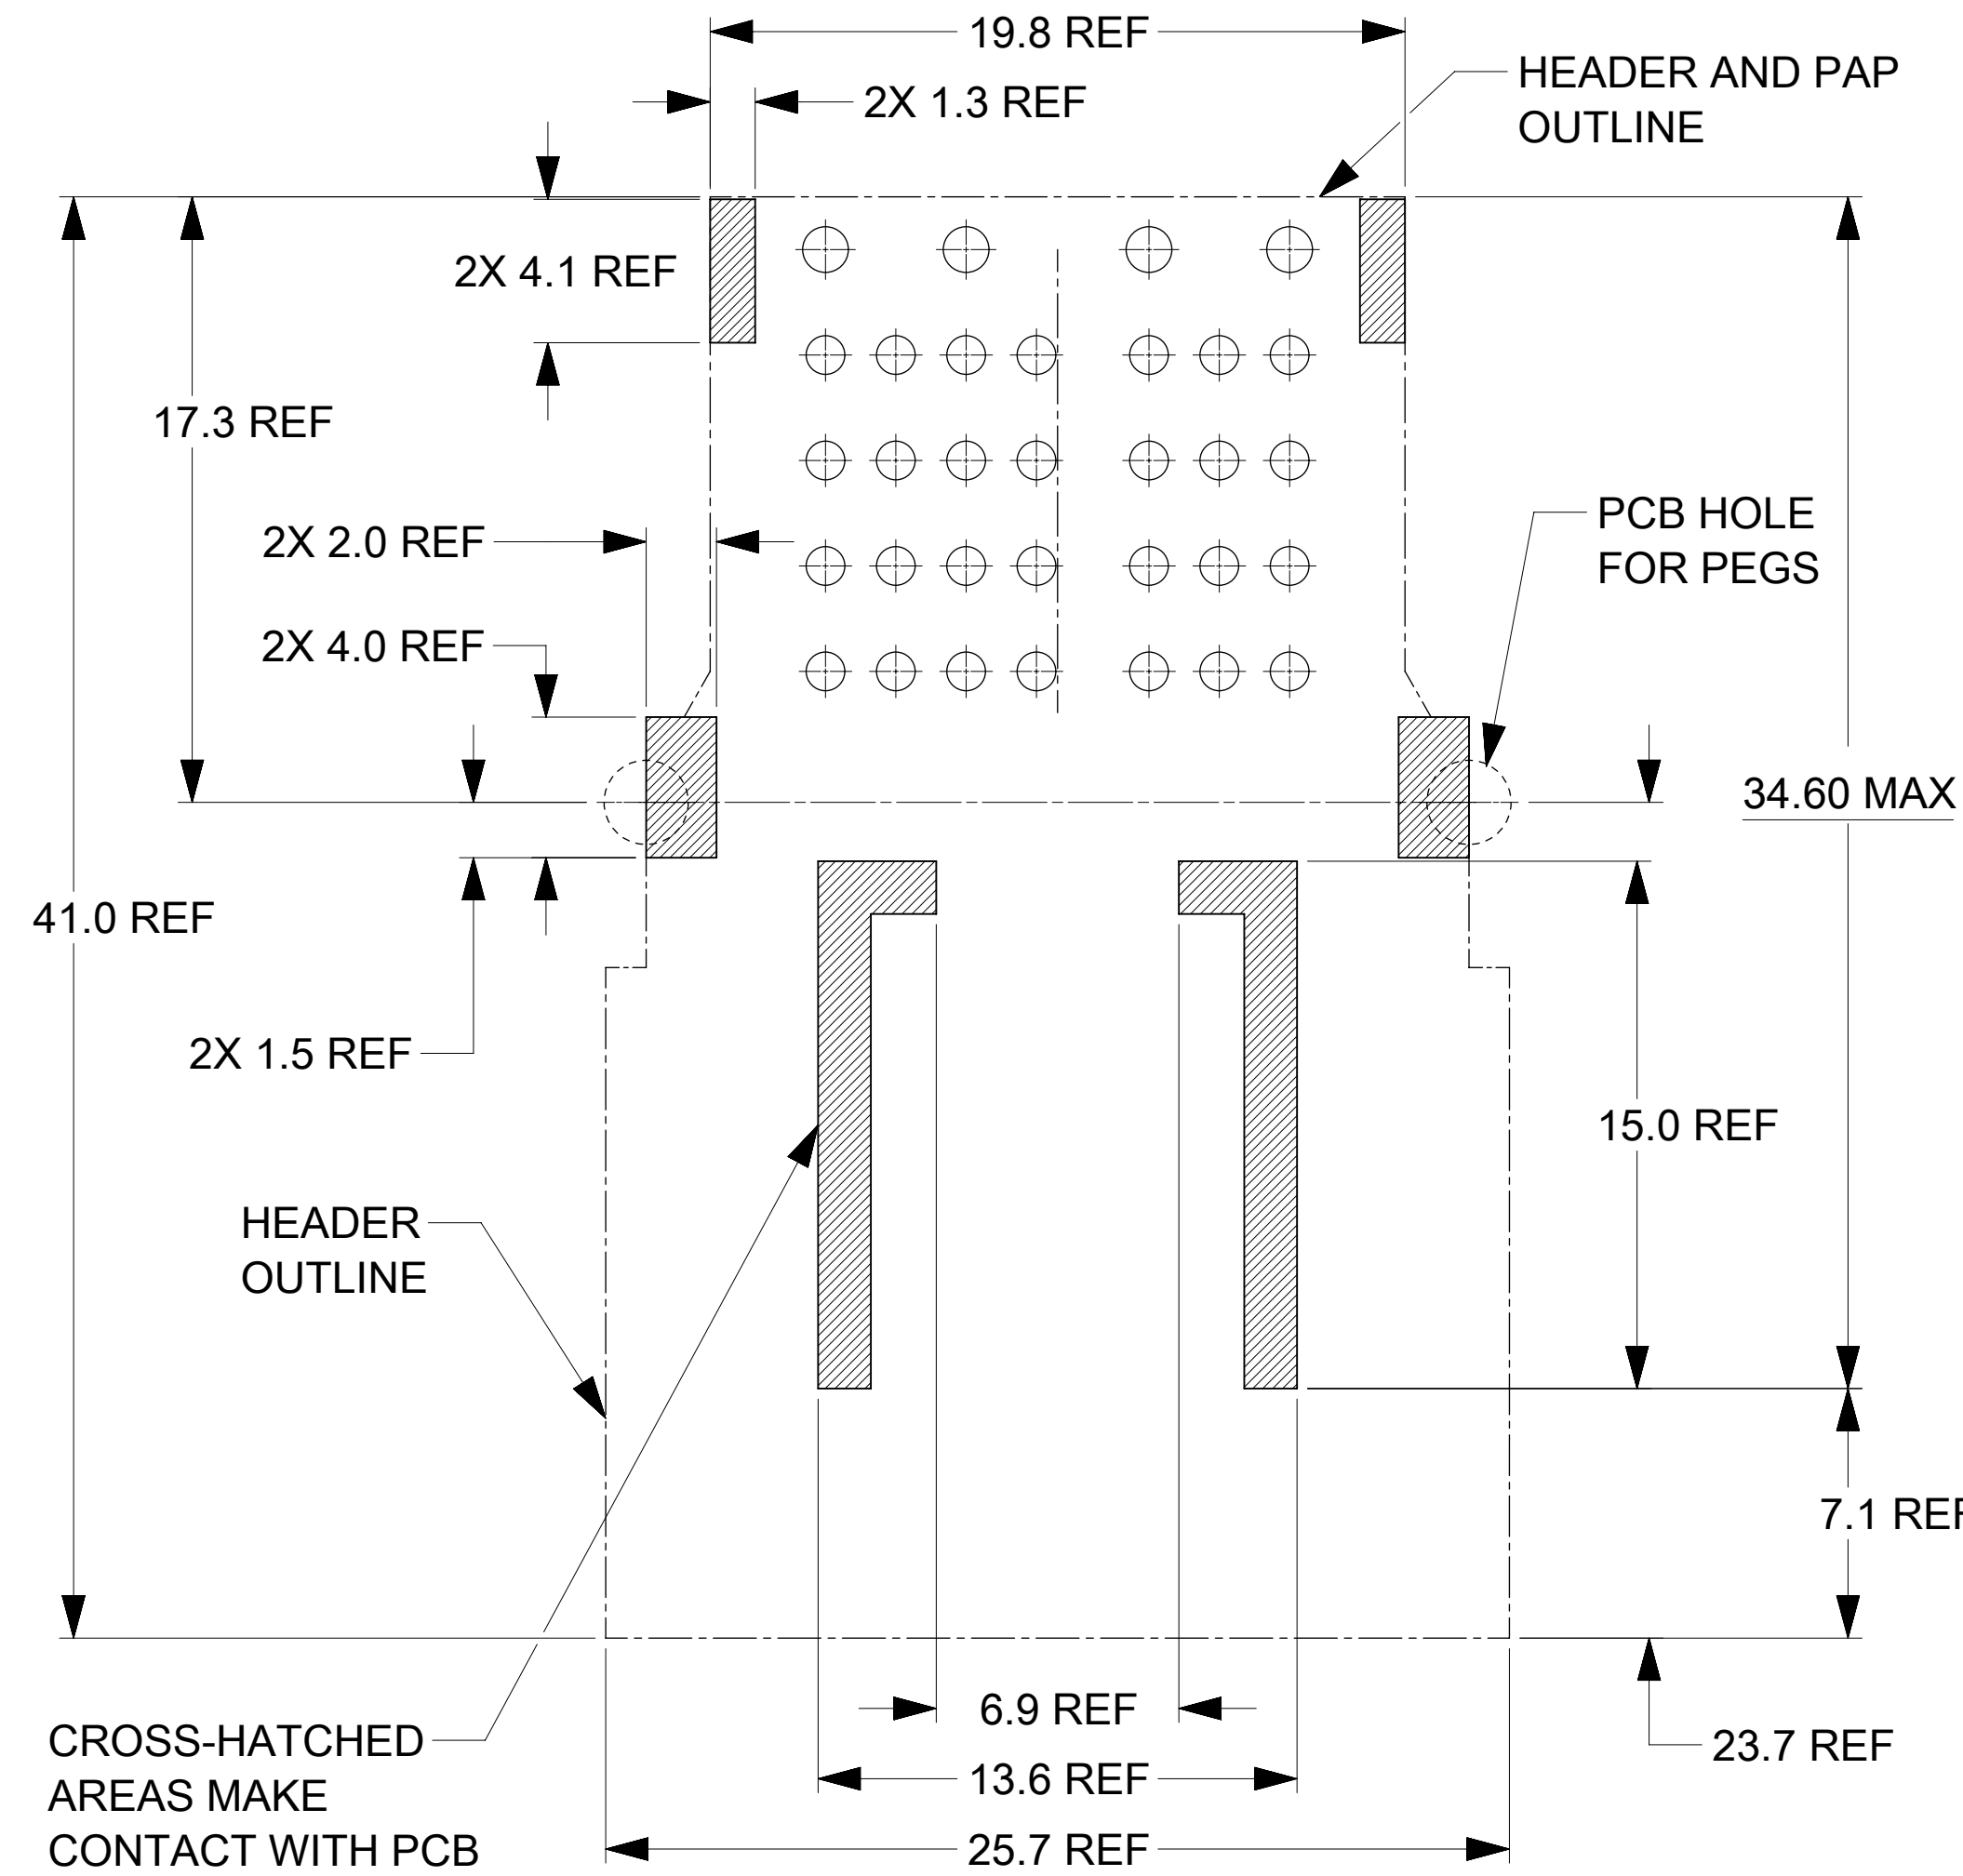 19.8 REF
HEADER AND PAP
OUTLINE
2X 1.3 REF
2X 4.1 REF
17.3 REF
2X 2.0 REF
PCB HOLE
FOR PEGS
2X 4.0 REF
34.60 MAX
41.0 REF
2X 1.5 REF
15.0 REF
HEADER
OUTLINE
7.1 REF
6.9 REF
23.7 REF
CROSS-HATCHED
AREAS MAKE
CONTACT WITH PCB
13.6 REF
25.7 REF